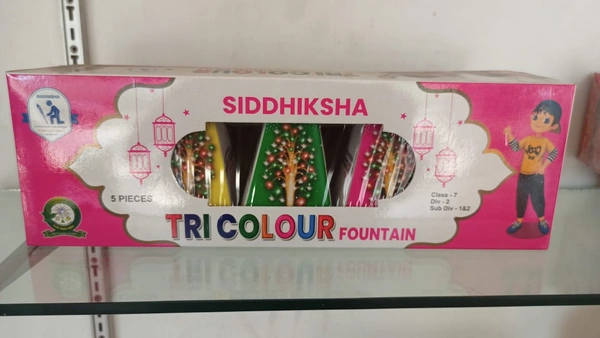 SIDDHIKSHA
5 PIECES
Class - 7
Div - 2
Sub Div - 1&2
TRI COLOUR FOUNTAIN